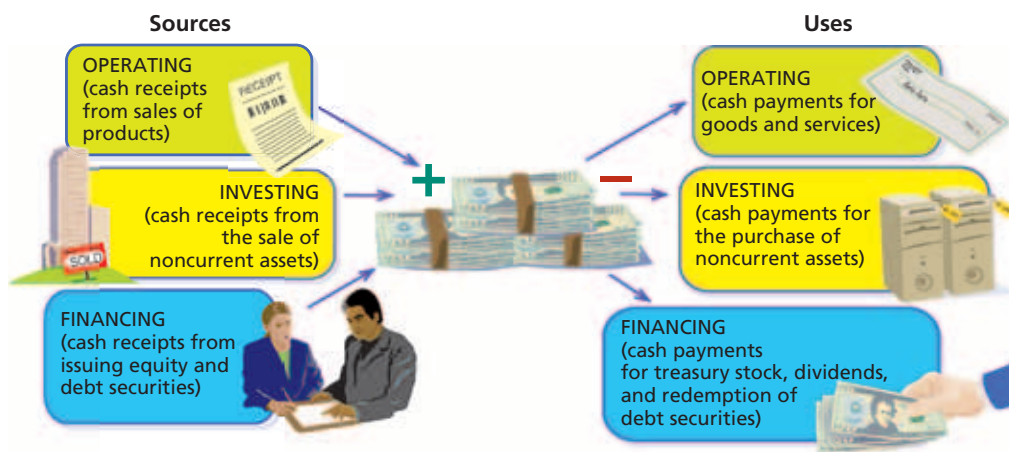 Sources
Uses
OPERATING
(cash receipts
from sales of
products)
RECEIPT
INVESTING
(cash receipts from
the sale of
noncurrent assets)
SOLD
FINANCING
(cash receipts from
issuing equity and
debt securities)
+
−
OPERATING
(cash payments for
goods and services)
INVESTING
(cash payments for
the purchase of
noncurrent assets)
FINANCING
(cash payments
for treasury stock, dividends,
and redemption of
debt securities)